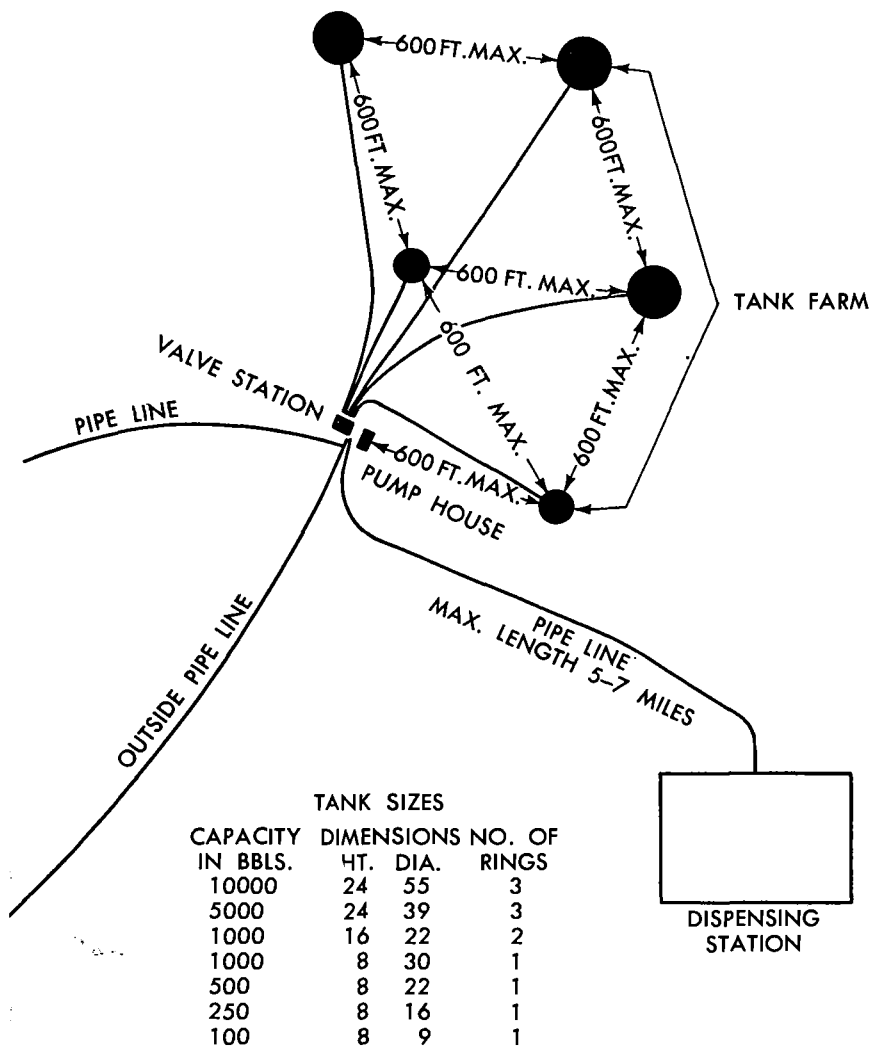 600 FT. MAX.
600 FT. MAX.
600 FT. MAX.
600 FT. MAX.
TANK FARM
600 FT. MAX.
600 FT. MAX.
VALVE STATION
PIPE LINE
600 FT. MAX.
PUMP HOUSE
PIPE LINE
MAX. LENGTH 5–7 MILES
OUTSIDE PIPE LINE
DISPENSING
STATION
TANK SIZES
CAPACITY DIMENSIONS NO. OF
IN BBLS. HT. DIA. RINGS
10000 24 55 3
5000 24 39 3
1000 16 22 2
1000 8 30 1
500 8 22 1
250 8 16 1
100 8 9 1